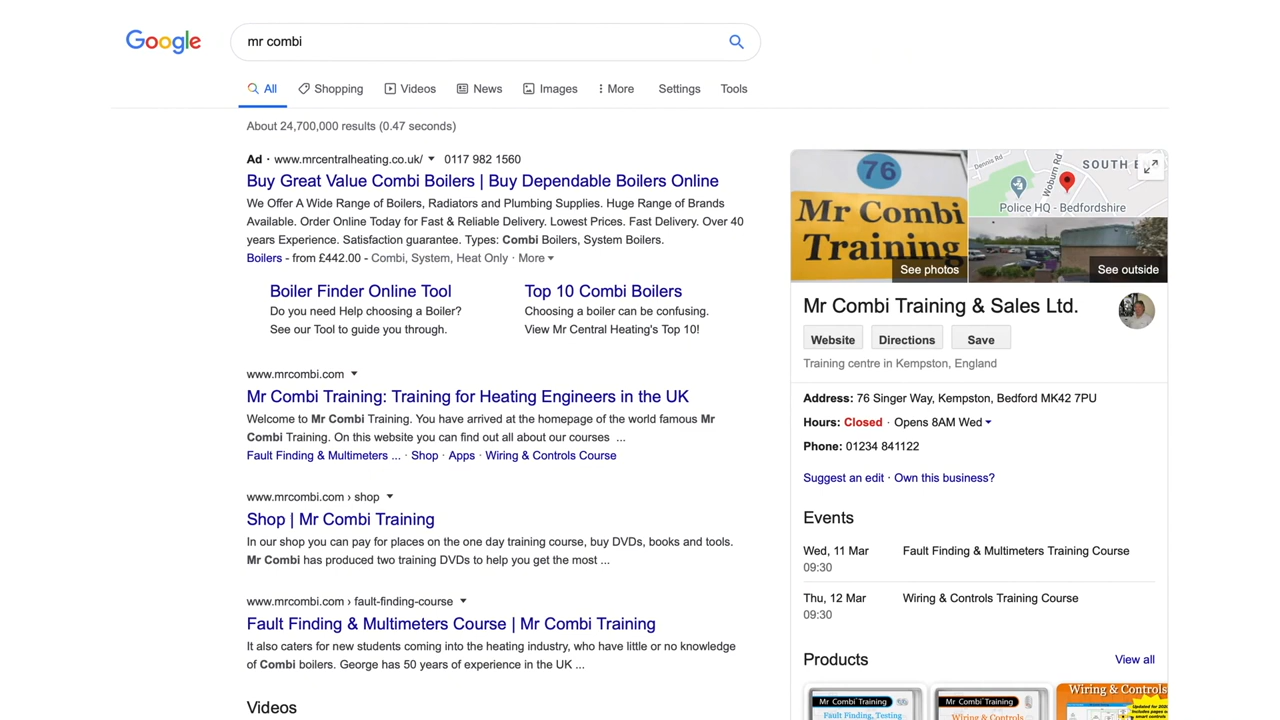 Google
mr combi
All Shopping Videos News Images More Settings Tools
About 24,700,000 results (0.47 seconds)
Ad · www.mrcentralheating.co.uk/ 0117 982 1560
Buy Great Value Combi Boilers | Buy Dependable Boilers Online
We Offer A Wide Range of Boilers, Radiators and Plumbing Supplies. Huge Range of Brands
Available. Order Online Today for Fast & Reliable Delivery. Lowest Prices. Fast Delivery. Over 40
years Experience. Satisfaction guarantee. Types: Combi Boilers, System Boilers.
Boilers - from £442.00 - Combi, System, Heat Only · More
Boiler Finder Online Tool
Do you need Help choosing a Boiler?
See our Tool to guide you through.
Top 10 Combi Boilers
Choosing a boiler can be confusing.
View Mr Central Heating's Top 10!
www.mrcombi.com
Mr Combi Training: Training for Heating Engineers in the UK
Welcome to Mr Combi Training. You have arrived at the homepage of the world famous Mr
Combi Training. On this website you can find out all about our courses ...
Fault Finding & Multimeters ... · Shop · Apps · Wiring & Controls Course
www.mrcombi.com › shop
Shop | Mr Combi Training
In our shop you can pay for places on the one day training course, buy DVDs, books and tools.
Mr Combi has produced two training DVDs to help you get the most ...
www.mrcombi.com › fault-finding-course
Fault Finding & Multimeters Course | Mr Combi Training
It also caters for new students coming into the heating industry, who have little or no knowledge
of Combi boilers. George has 50 years of experience in the UK ...
Videos
76
Mr Combi
Training
See photos
Dennis Rd
Woburn Rd
SOUTH E
Police HQ - Bedfordshire
See outside
Mr Combi Training & Sales Ltd.
Website Directions Save
Training centre in Kempston, England
Address: 76 Singer Way, Kempston, Bedford MK42 7PU
Hours: Closed · Opens 8AM Wed
Phone: 01234 841122
Suggest an edit · Own this business?
Events
Wed, 11 Mar Fault Finding & Multimeters Training Course
09:30
Thu, 12 Mar Wiring & Controls Training Course
09:30
Products View all
Mr Combi Training
Fault Finding, Testing
Mr Combi Training
Wiring & Controls
Wiring & Controls